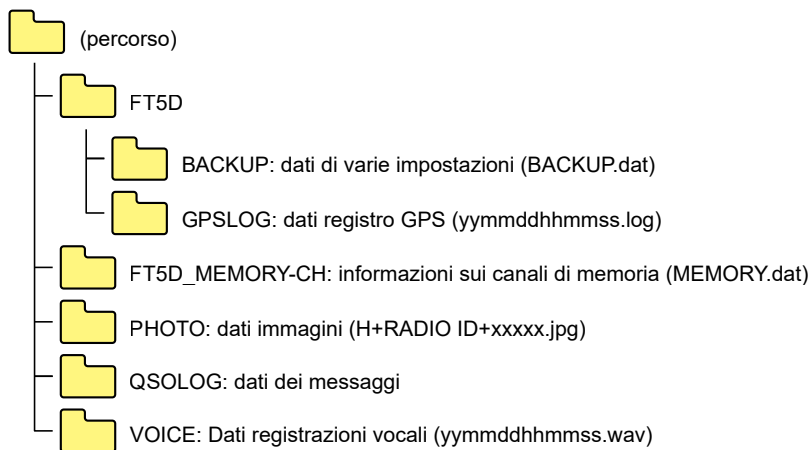 (percorso)
FT5D
BACKUP: dati di varie impostazioni (BACKUP.dat)
GPSLOG: dati registro GPS (yymmddhhmmss.log)
FT5D_MEMORY-CH: informazioni sui canali di memoria (MEMORY.dat)
PHOTO: dati immagini (H+RADIO ID+xxxxx.jpg)
QSOLOG: dati dei messaggi
VOICE: Dati registrazioni vocali (yymmddhhmmss.wav)